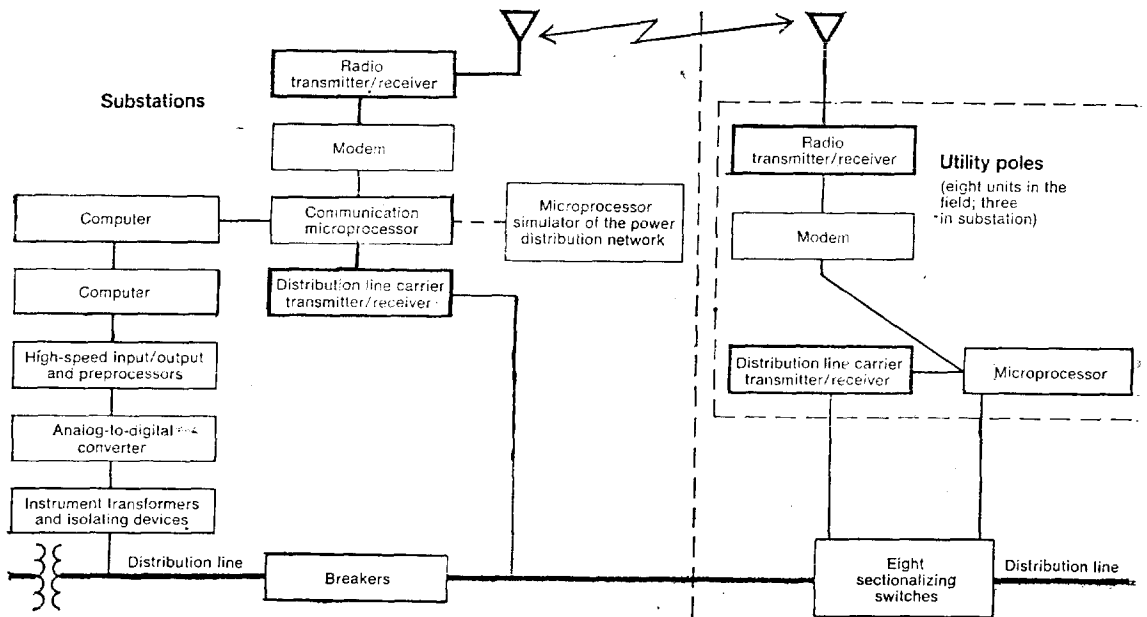 Substations
Radio
transmitter/receiver
Modem
Computer
Communication
microprocessor
Microprocessor
simulator of the power
distribution network
Computer
Distribution line carrier
transmitter/receiver
High-speed input/output
and preprocessors
Analog-to-digital
converter
Instrument transformers
and isolating devices
Distribution line
Breakers
Radio
transmitter/receiver
Utility poles
(eight units in the
field; three
in substation)
Modem
Distribution line carrier
transmitter/receiver
Microprocessor
Eight
sectionalizing
switches
Distribution line